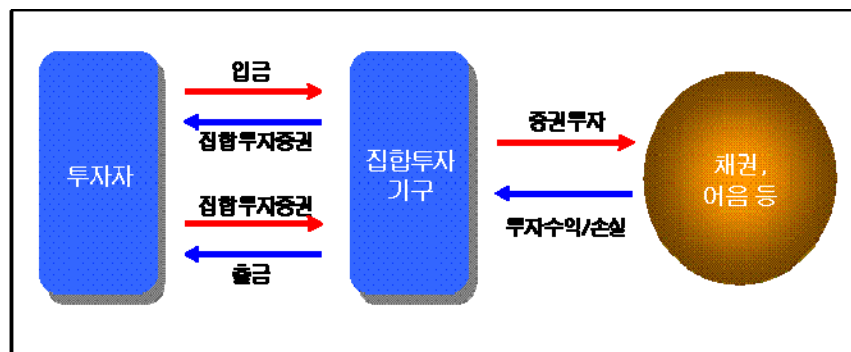 입금
집합투자증권
투자자
집합투자증권
출금
집합투자
기구
증권투자
투자수익/손실
채권,
어음 등